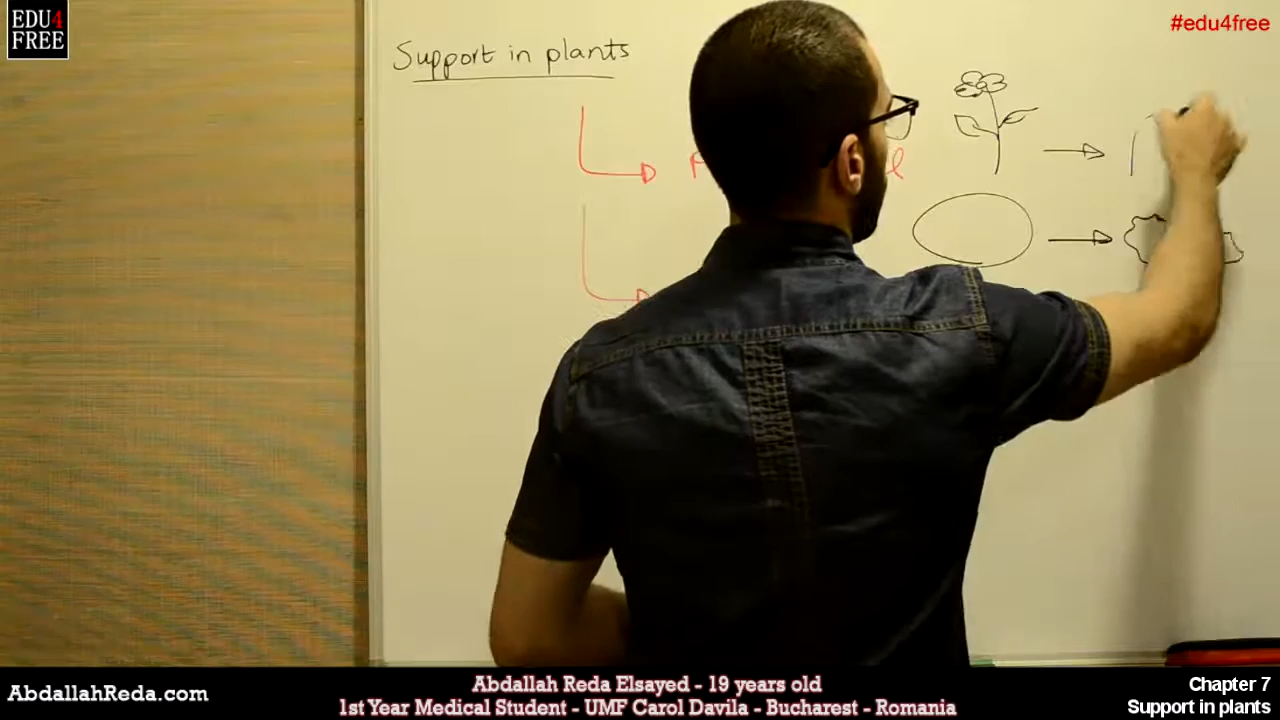 EDU4
FREE
#edu4free
Support in plants
AbdallahReda.com
Abdallah Reda Elsayed - 19 years old
1st Year Medical Student - UMF Carol Davila - Bucharest - Romania
Chapter 7
Support in plants